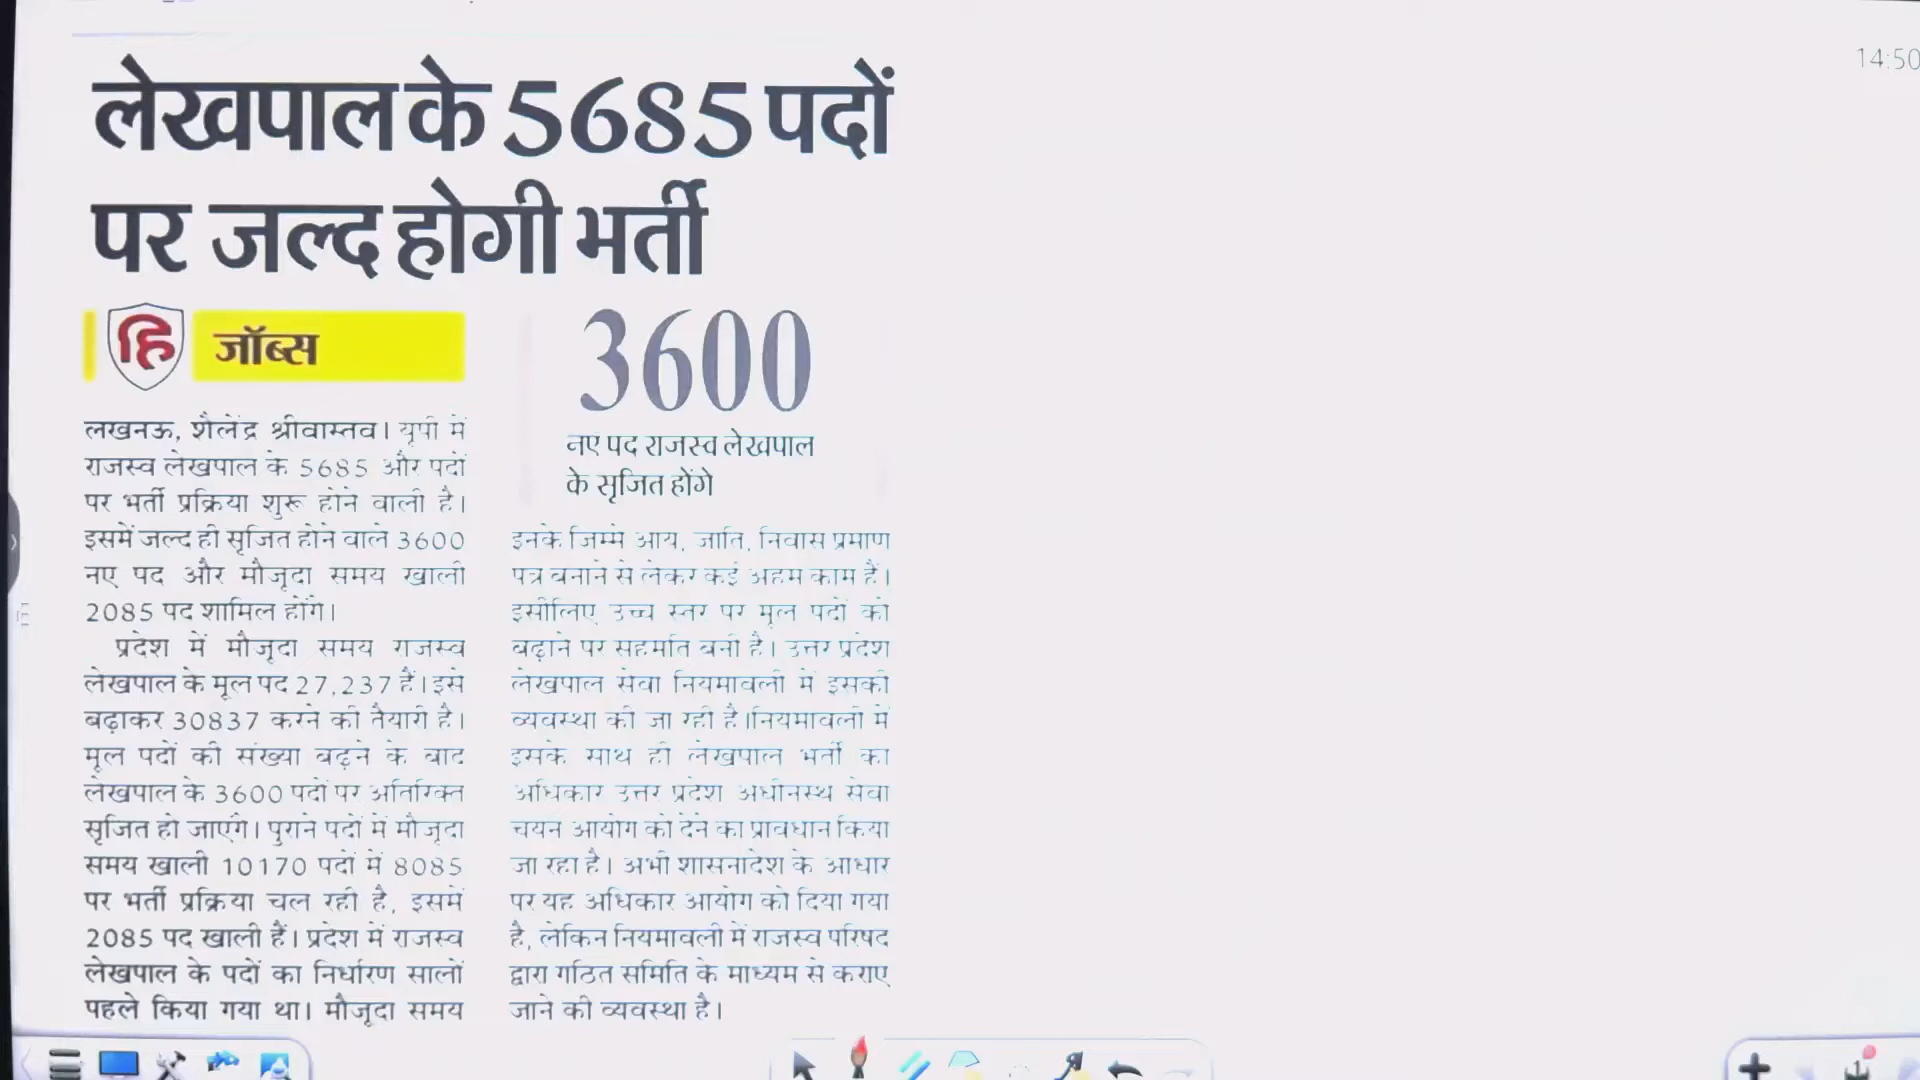 14:50
लेखपाल के 5685 पदों
पर जल्द होगी भर्ती
हि जॉब्स
लखनऊ, शैलेंद्र श्रीवास्तव। यूपी में
राजस्व लेखपाल के 5685 और पदों
पर भर्ती प्रक्रिया शुरू होने वाली है।
इसमें जल्द ही सृजित होने वाले 3600
नए पद और मौजूदा समय खाली
2085 पद शामिल होंगे।
प्रदेश में मौजूदा समय राजस्व
लेखपाल के मूल पद 27,237 हैं। इसे
बढ़ाकर 30837 करने की तैयारी है।
मूल पदों की संख्या बढ़ने के बाद
लेखपाल के 3600 पदों पर अतिरिक्त
सृजित हो जाएंगे। पुराने पदों में मौजूदा
समय खाली 10170 पदों में 8085
पर भर्ती प्रक्रिया चल रही है, इसमें
2085 पद खाली हैं। प्रदेश में राजस्व
लेखपाल के पदों का निर्धारण सालों
पहले किया गया था। मौजूदा समय
3600
नए पद राजस्व लेखपाल
के सृजित होंगे
इनके जिम्मे आय, जाति, निवास प्रमाण
पत्र बनाने से लेकर कई अहम काम हैं।
इसीलिए उच्च स्तर पर मूल पदों को
बढ़ाने पर सहमति बनी है। उत्तर प्रदेश
लेखपाल सेवा नियमावली में इसकी
व्यवस्था की जा रही है।नियमावली में
इसके साथ ही लेखपाल भर्ती का
अधिकार उत्तर प्रदेश अधीनस्थ सेवा
चयन आयोग को देने का प्रावधान किया
जा रहा है। अभी शासनादेश के आधार
पर यह अधिकार आयोग को दिया गया
है, लेकिन नियमावली में राजस्व परिषद
द्वारा गठित समिति के माध्यम से कराए
जाने की व्यवस्था है।